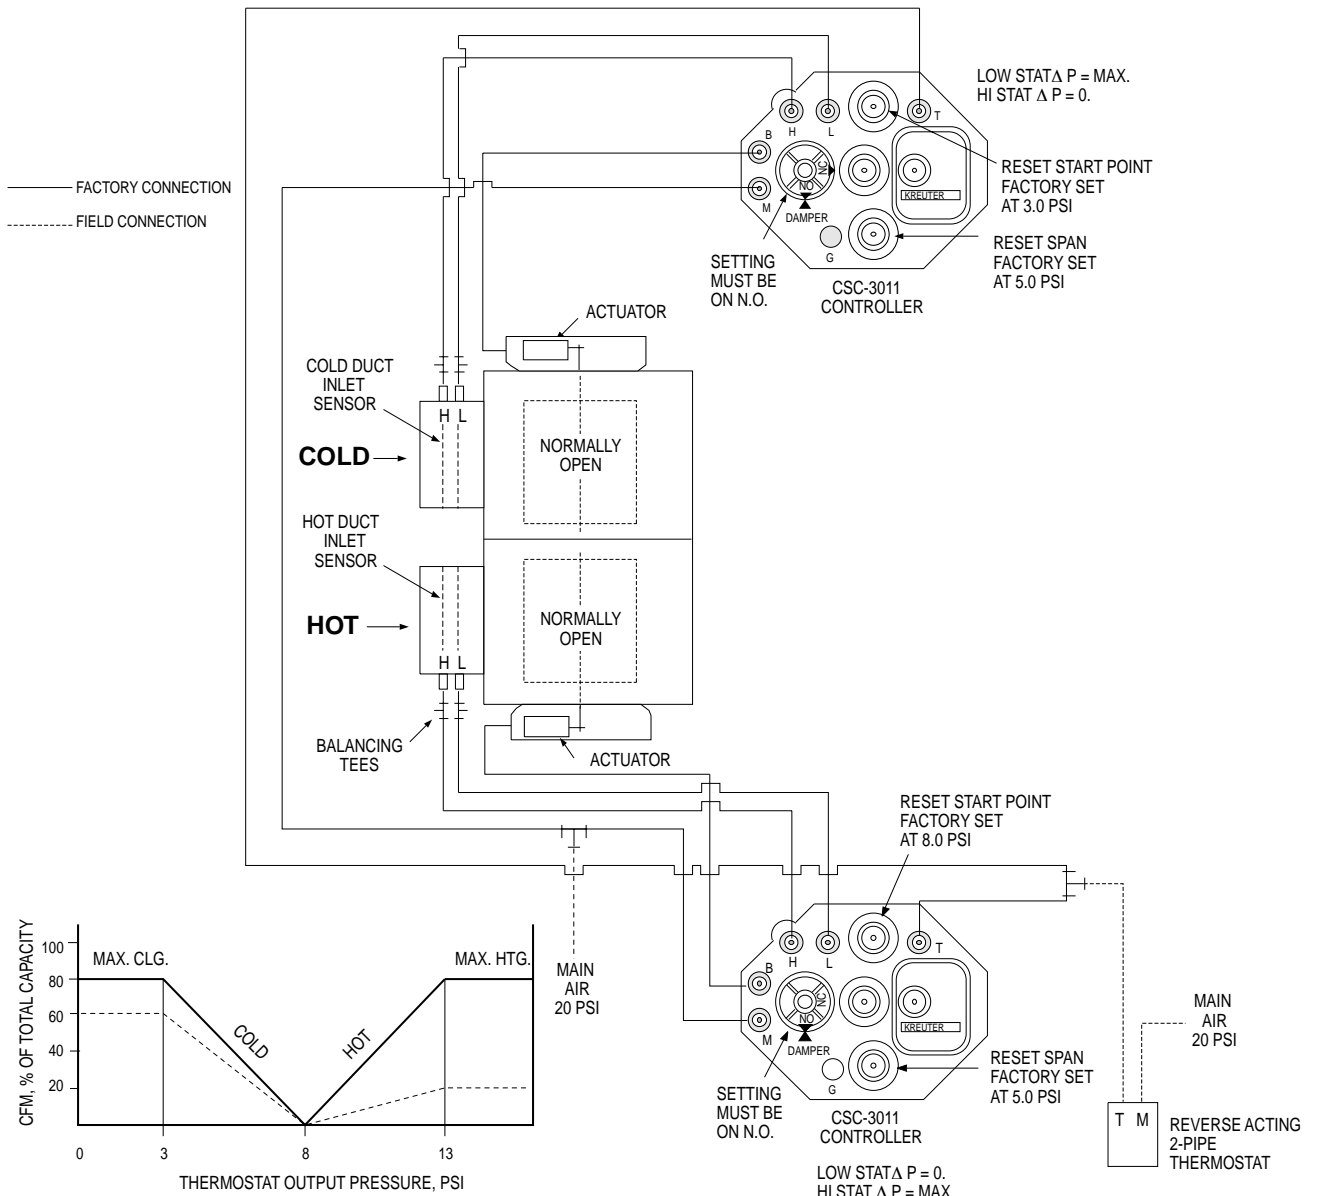 LOW STAT∆ P = MAX.
HI STAT ∆ P = 0.
T
B
H
L
RESET START POINT
FACTORY SET
AT 3.0 PSI
NC
NO
KREUTER
M
DAMPER
FACTORY CONNECTION
FIELD CONNECTION
G
RESET SPAN
FACTORY SET
AT 5.0 PSI
SETTING
MUST BE
ON N.O.
CSC-3011
CONTROLLER
ACTUATOR
COLD DUCT
INLET
SENSOR
H L
COLD
NORMALLY
OPEN
HOT DUCT
INLET
SENSOR
HOT
NORMALLY
OPEN
H L
BALANCING
TEES
ACTUATOR
RESET START POINT
FACTORY SET
AT 8.0 PSI
T
B
H
L
NC
NO
KREUTER
M
DAMPER
G
MAIN
AIR
20 PSI
MAIN
AIR
20 PSI
RESET SPAN
FACTORY SET
AT 5.0 PSI
SETTING
MUST BE
ON N.O.
CSC-3011
CONTROLLER
LOW STAT∆ P = 0.
HI STAT ∆ P = MAX
T M
REVERSE ACTING
2-PIPE
THERMOSTAT
CFM, % OF TOTAL CAPACITY
100
80
60
40
20
MAX. CLG.
MAX. HTG.
COLD
HOT
0
3
8
13
THERMOSTAT OUTPUT PRESSURE, PSI